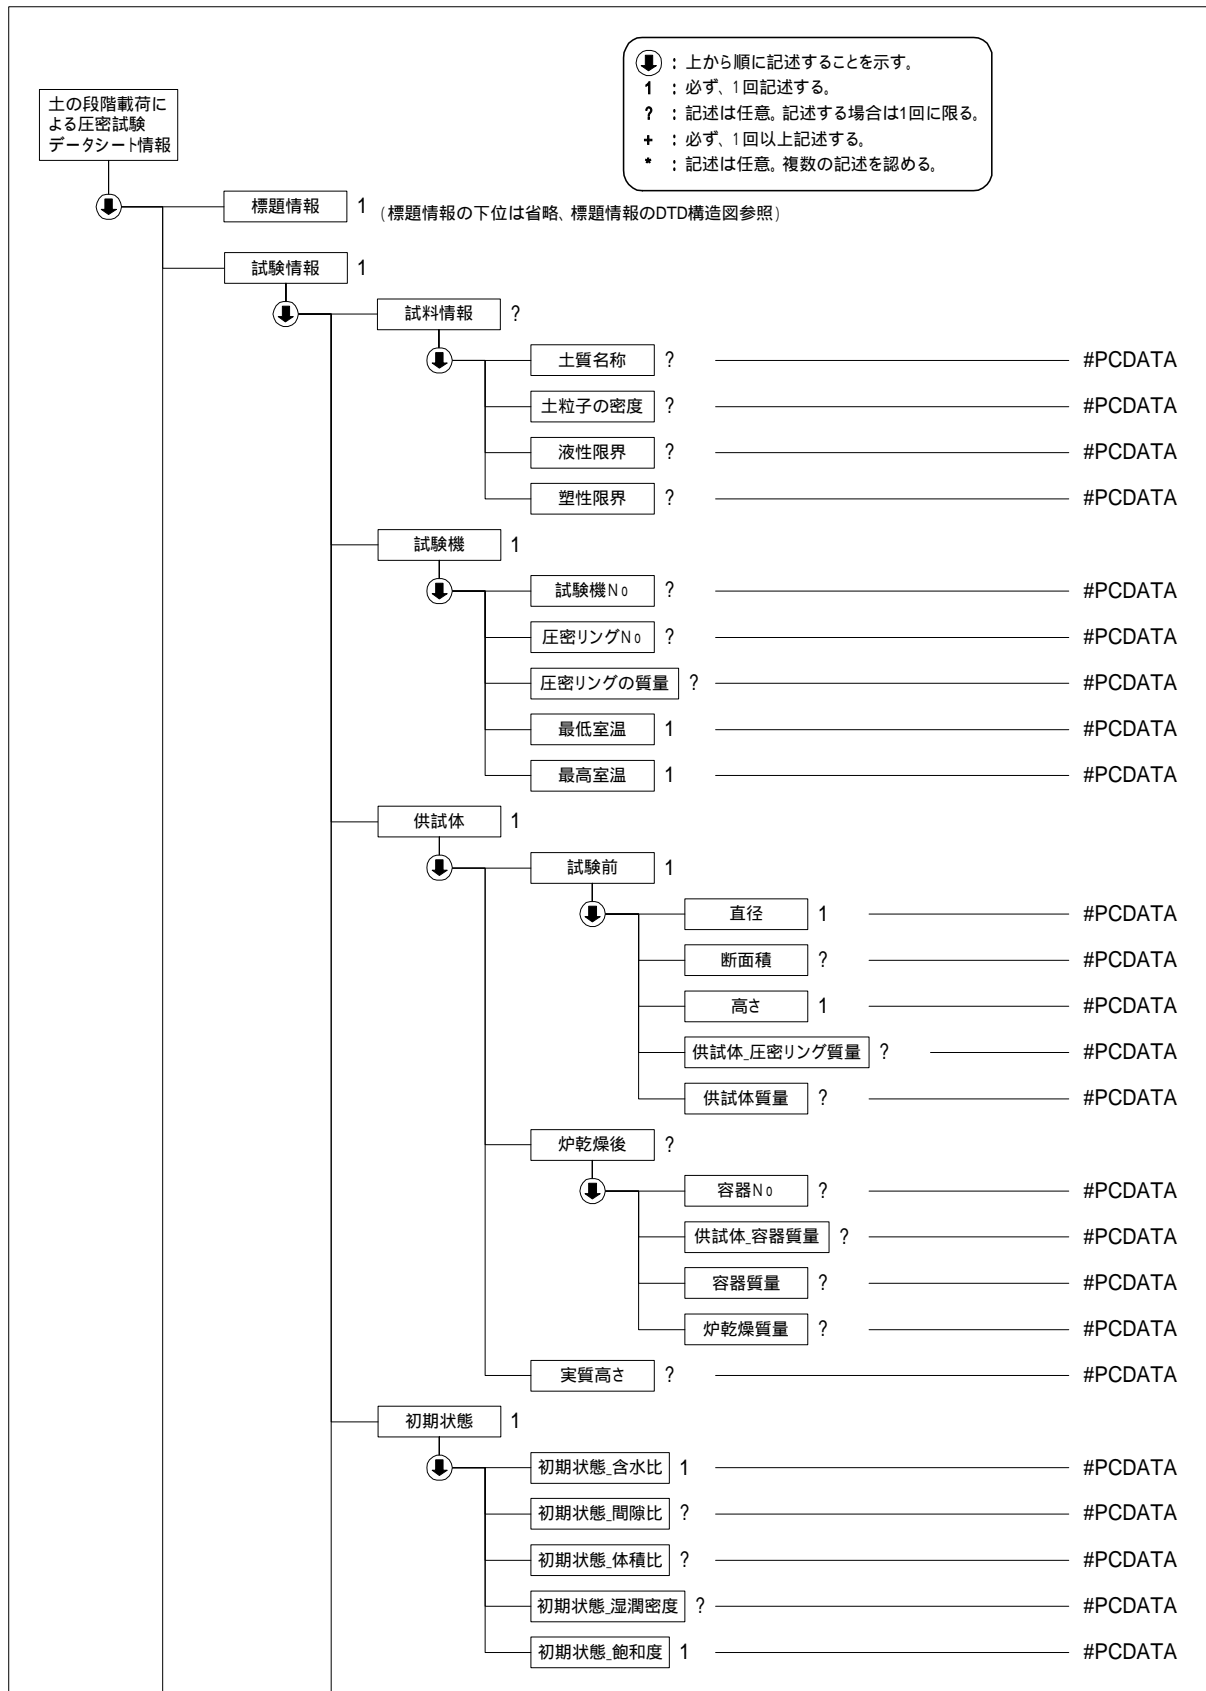 ： 上から順に記述することを示す。
1 ： 必ず、1回記述する。
? ： 記述は任意。記述する場合は1回に限る。
+ ： 必ず、1回以上記述する。
* ： 記述は任意。複数の記述を認める。
土の段階載荷に
よる圧密試験
データシート情報
標題情報 1 (標題情報の下位は省略、標題情報のDTD構造図参照)
試験情報 1
試料情報 ?
土質名称 ? #PCDATA
土粒子の密度 ? #PCDATA
液性限界 ? #PCDATA
塑性限界 ? #PCDATA
試験機 1
試験機No ? #PCDATA
圧密リングNo ? #PCDATA
圧密リングの質量 ? #PCDATA
最低室温 1 #PCDATA
最高室温 1 #PCDATA
供試体 1
試験前 1
直径 1 #PCDATA
断面積 ? #PCDATA
高さ 1 #PCDATA
供試体_圧密リング質量 ? #PCDATA
供試体質量 ? #PCDATA
炉乾燥後 ?
容器No ? #PCDATA
供試体_容器質量 ? #PCDATA
容器質量 ? #PCDATA
炉乾燥質量 ? #PCDATA
実質高さ ? #PCDATA
初期状態 1
初期状態_含水比 1 #PCDATA
初期状態_間隙比 ? #PCDATA
初期状態_体積比 ? #PCDATA
初期状態_湿潤密度 ? #PCDATA
初期状態_飽和度 1 #PCDATA